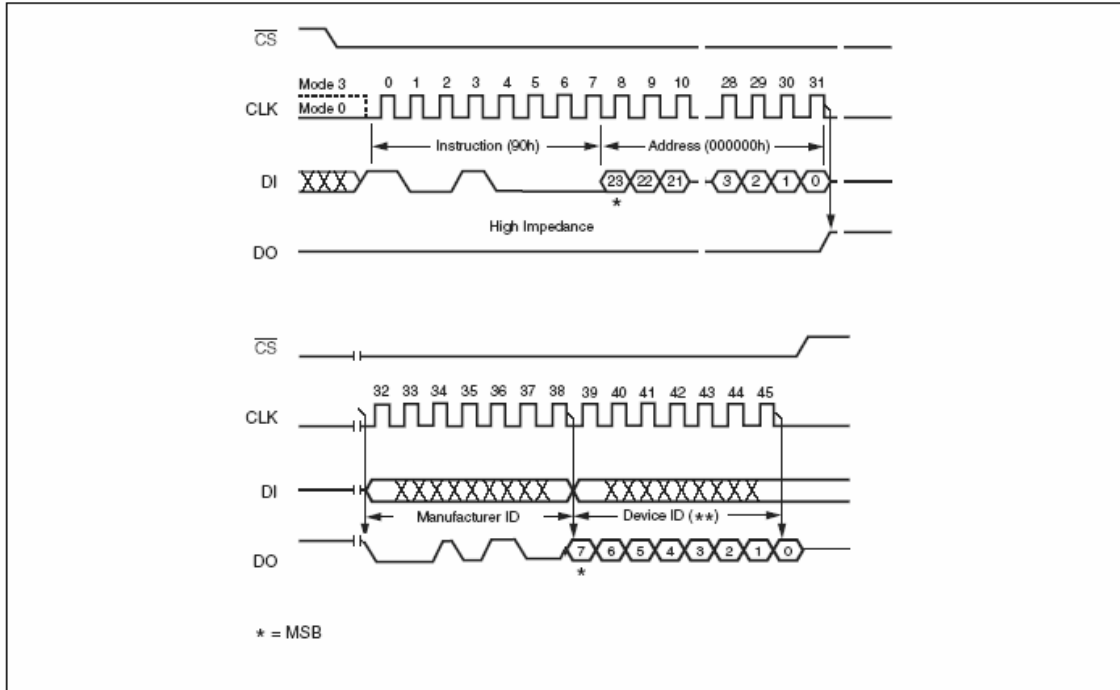 CS
Mode 3
0 1 2 3 4 5 6 7 8 9 10 28 29 30 31
CLK
Mode 0
Instruction (90h)
Address (000000h)
DI
23 22 21 3 2 1 0
*
High Impedance
DO
CS
32 33 34 35 36 37 38 39 40 41 42 43 44 45
CLK
DI
Manufacturer ID
Device ID (**)
DO
7 6 5 4 3 2 1 0
*
* = MSB